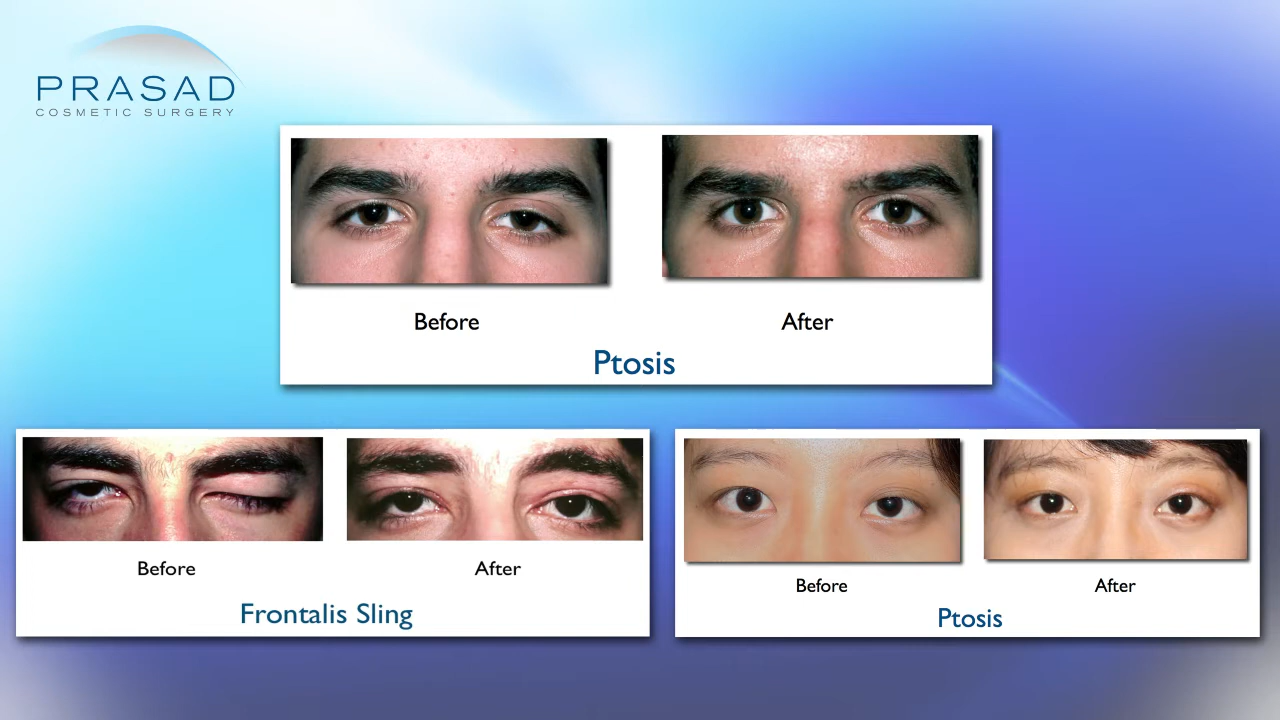 PRASAD
COSMETIC SURGERY
Before
After
Ptosis
Before
After
Frontalis Sling
Before
After
Ptosis